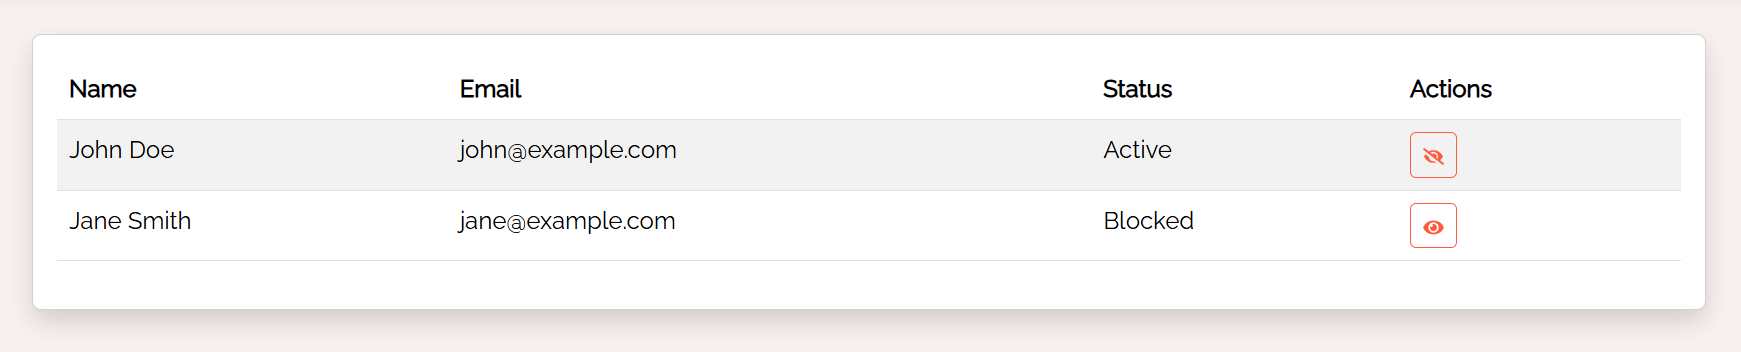 Name Email Status Actions
John Doe john@example.com Active
Jane Smith jane@example.com Blocked